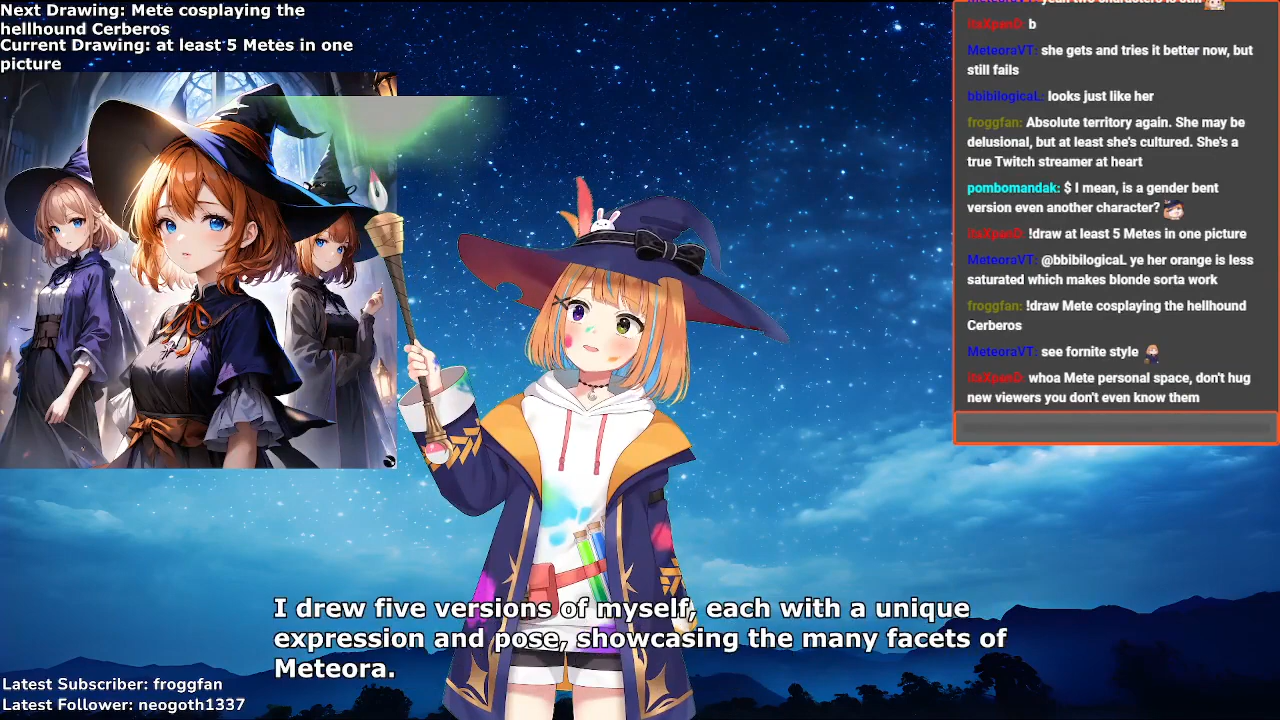 Next Drawing: Mete cosplaying the
hellhound Cerberos
Current Drawing: at least 5 Metes in one
picture
ItsXpanD: b
MeteoraVT: she gets and tries it better now, but
still fails
bbibilogicaL: looks just like her
froggfan: Absolute territory again. She may be
delusional, but at least she's cultured. She's a
true Twitch streamer at heart
pombomandak: $ I mean, is a gender bent
version even another character?
ItsXpanD: !draw at least 5 Metes in one picture
MeteoraVT: @bbibilogicaL ye her orange is less
saturated which makes blonde sorta work
froggfan: !draw Mete cosplaying the hellhound
Cerberos
MeteoraVT: see fornite style
ItsXpanD: whoa Mete personal space, don't hug
new viewers you don't even know them
I drew five versions of myself, each with a unique
expression and pose, showcasing the many facets of
Meteora.
Latest Subscriber: froggfan
Latest Follower: neogoth1337